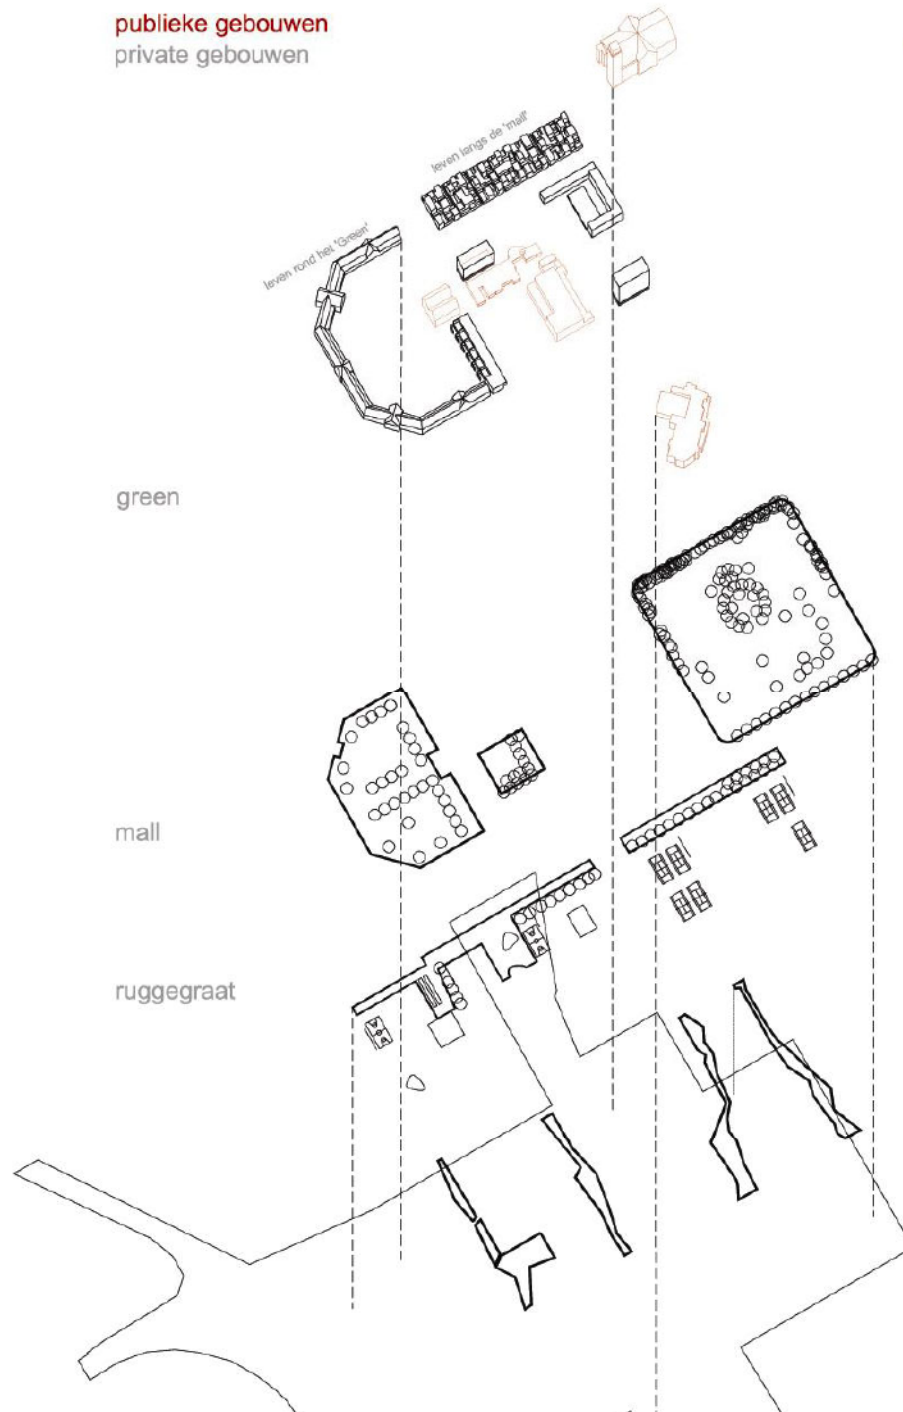 publieke gebouwen
private gebouwen
leven langs de 'mall'
leven rond het 'Green'
green
mall
ruggegraat